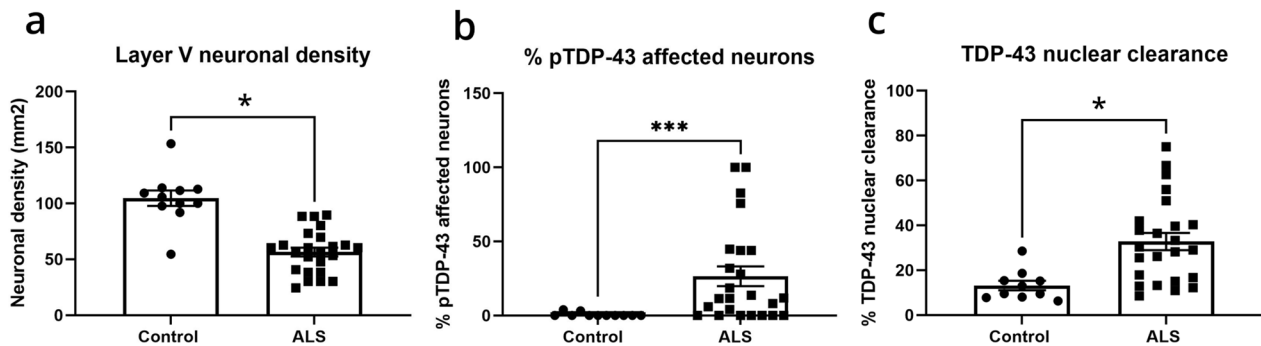 a
Layer V neuronal density
Neuronal density (mm2)
200
150
100
50
0
*
Control
ALS
b
% pTDP-43 affected neurons
% pTDP-43 affected neurons
150
100
50
0
***
Control
ALS
c
TDP-43 nuclear clearance
% TDP-43 nuclear clearance
100
80
60
40
20
0
*
Control
ALS